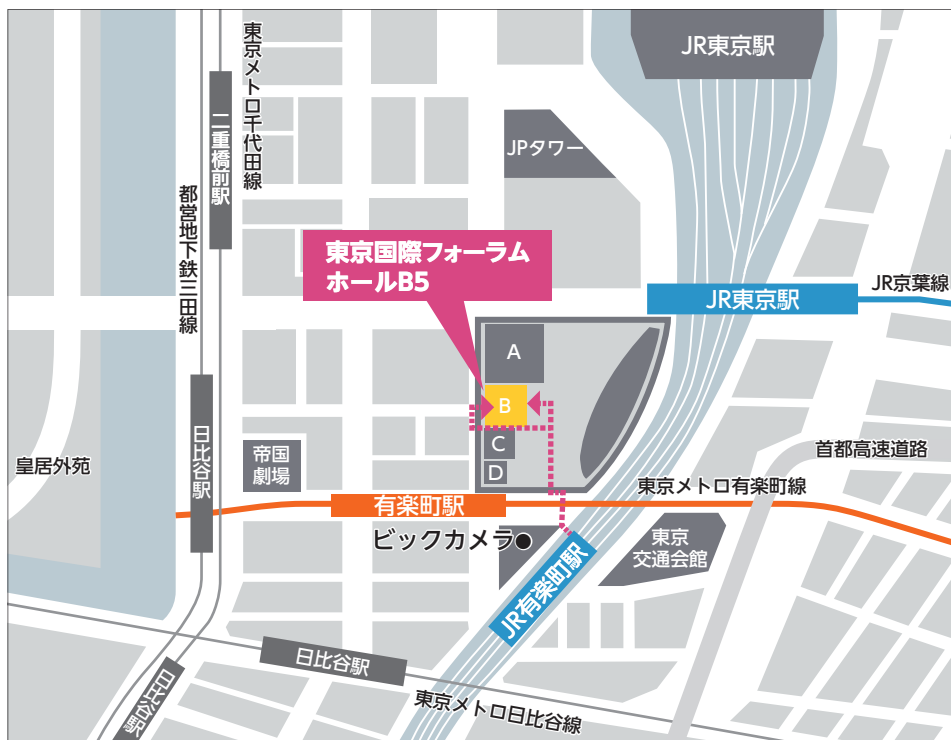 JR東京駅
東京メトロ千代田線
二重橋前駅
JPタワー
都営地下鉄三田線
東京国際フォーラム
ホールB5
JR京葉線
JR東京駅
A
B
C
D
日比谷駅
帝国
劇場
皇居外苑
首都高速道路
東京メトロ有楽町線
有楽町駅
ビックカメラ
東京
交通会館
JR有楽町駅
日比谷駅
日比谷駅
東京メトロ日比谷線